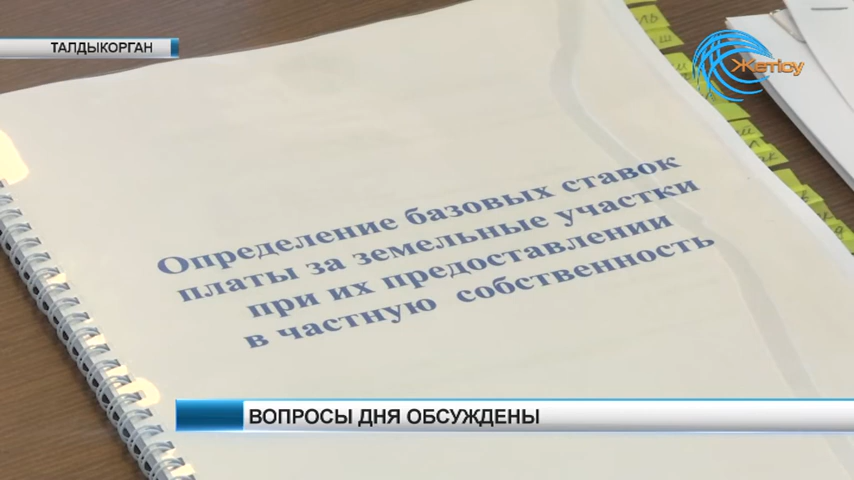 ТАЛДЫКОРГАН
Жетісу
Определение базовых ставок
платы за земельные участки
при их предоставлении
в частную собственность
ВОПРОСЫ ДНЯ ОБСУЖДЕНЫ